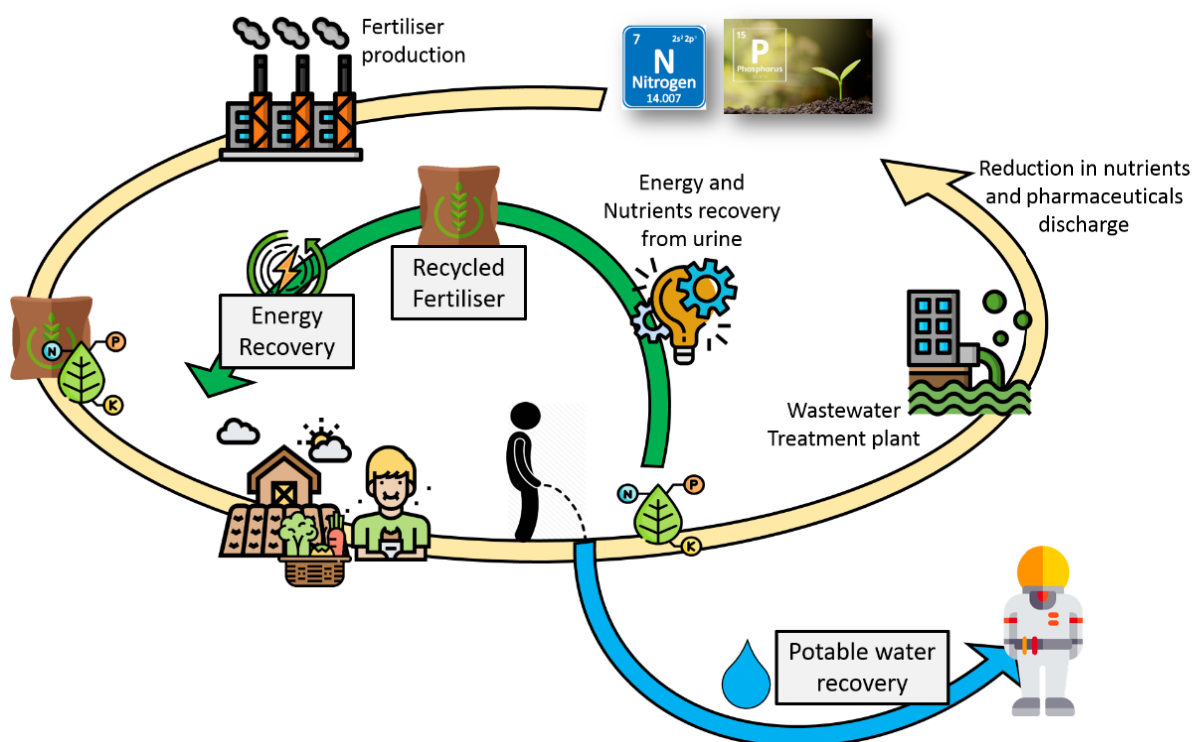 Fertiliser
production
7
2s² 2p³
N
Nitrogen
14.007
15
P
Phosphorus
Reduction in nutrients
and pharmaceuticals
discharge
Energy and
Nutrients recovery
from urine
Recycled
Fertiliser
Energy
Recovery
N
P
K
Wastewater
Treatment plant
N
P
K
Potable water
recovery